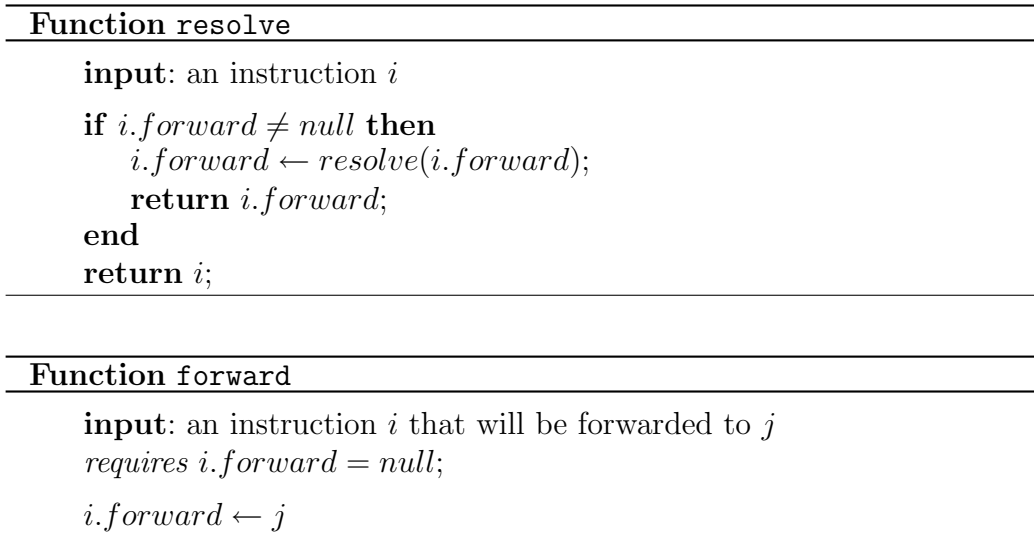 Function resolve
input: an instruction i
if i.forward ≠ null then
i.forward ← resolve(i.forward);
return i.forward;
end
return i;
Function forward
input: an instruction i that will be forwarded to j
requires i.forward = null;
i.forward ← j